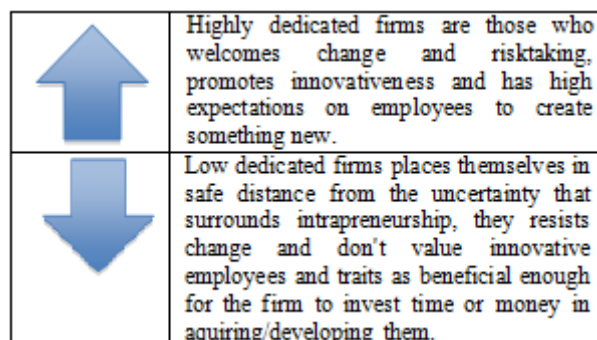 Highly dedicated firms are those who
welcomes change and risktaking,
promotes innovativeness and has high
expectations on employees to create
something new.
Low dedicated firms places themselves in
safe distance from the uncertainty that
surrounds intrapreneurship, they resists
change and don't value innovative
employees and traits as beneficial enough
for the firm to invest time or money in
aquiring/developing them.